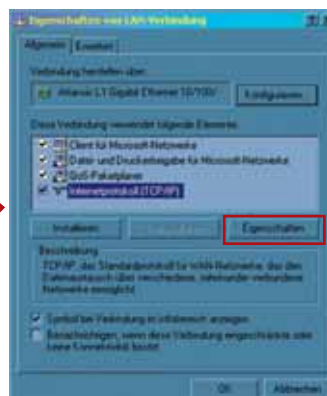 Eigenschaften von LAN-Verbindung
Allgemein Erweitert
Verbindung herstellen über:
Atheros L1 Gigabit Ethernet 10/100/
Konfigurieren...
Diese Verbindung verwendet folgende Elemente:
Client für Microsoft-Netzwerke
Datei- und Druckerfreigabe für Microsoft-Netzwerke
QoS-Paketplaner
Internetprotokoll (TCP/IP)
Installieren...
Eigenschaften
Beschreibung
TCP/IP, das Standardprotokoll für WAN-Netzwerke, das den
Datenaustausch über verschiedene, miteinander verbundene
Netzwerke ermöglicht.
Symbol bei Verbindung im Infobereich anzeigen
Benachrichtigen, wenn diese Verbindung eingeschränkte oder
keine Konnektivität besitzt
OK Abbrechen